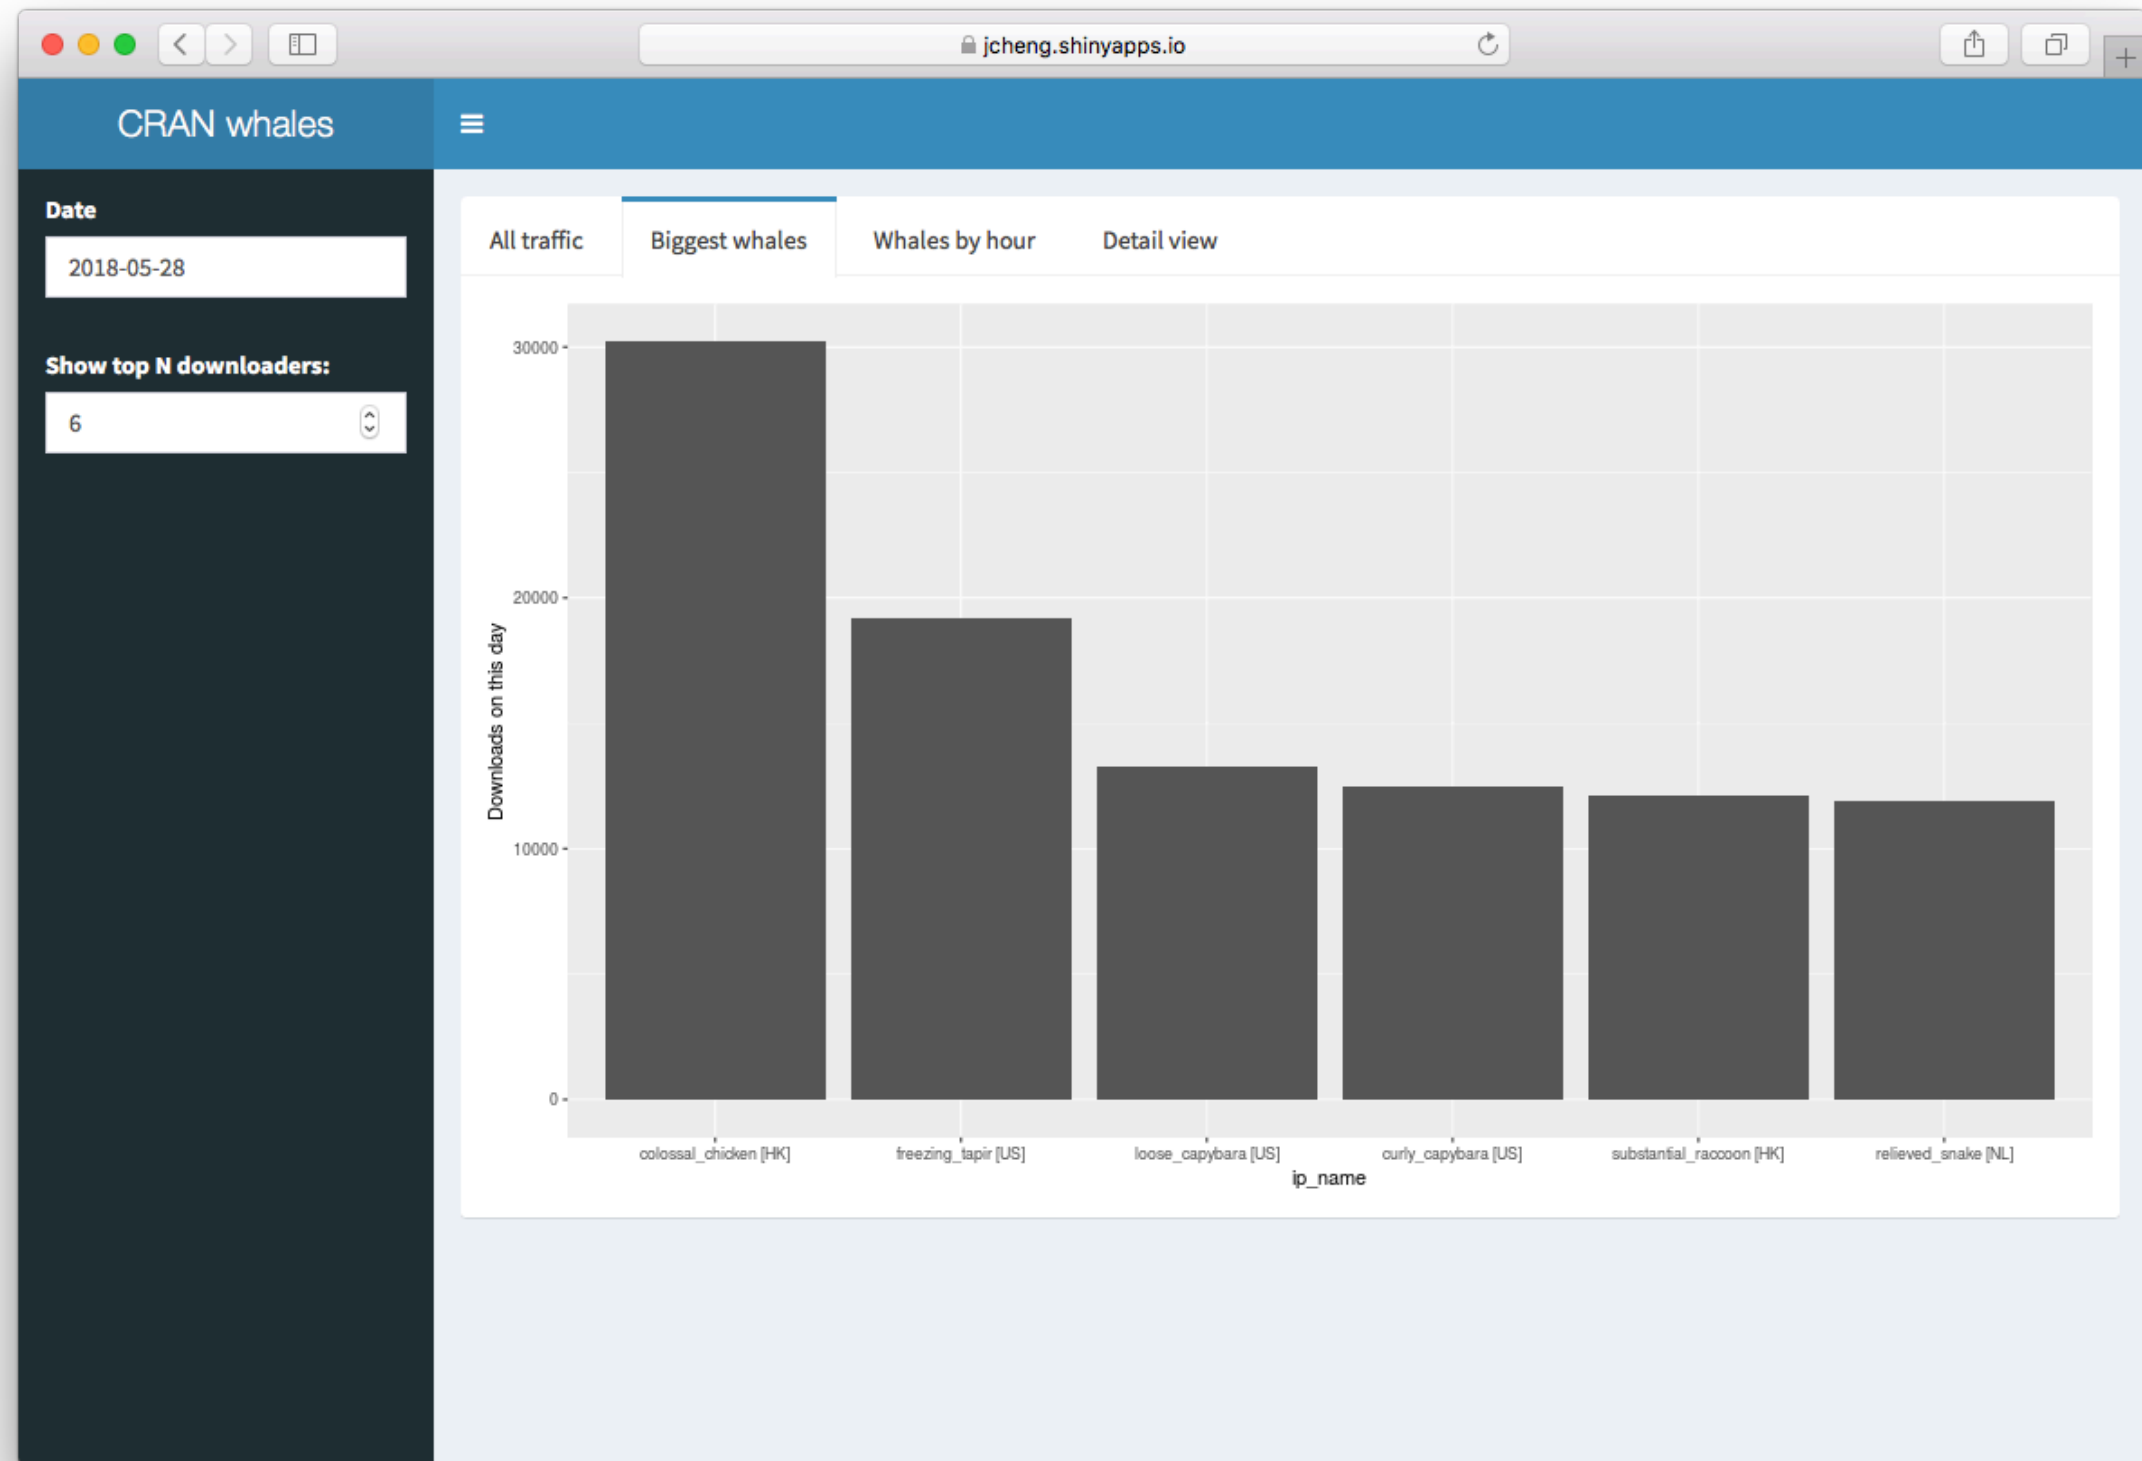 jcheng.shinyapps.io
CRAN whales
Date
2018-05-28
Show top N downloaders:
6
All traffic
Biggest whales
Whales by hour
Detail view
Downloads on this day
30000
20000
10000
0
colossal_chicken [HK]
freezing_tapir [US]
loose_capybara [US]
curly_capybara [US]
substantial_raccoon [HK]
relieved_snake [NL]
ip_name